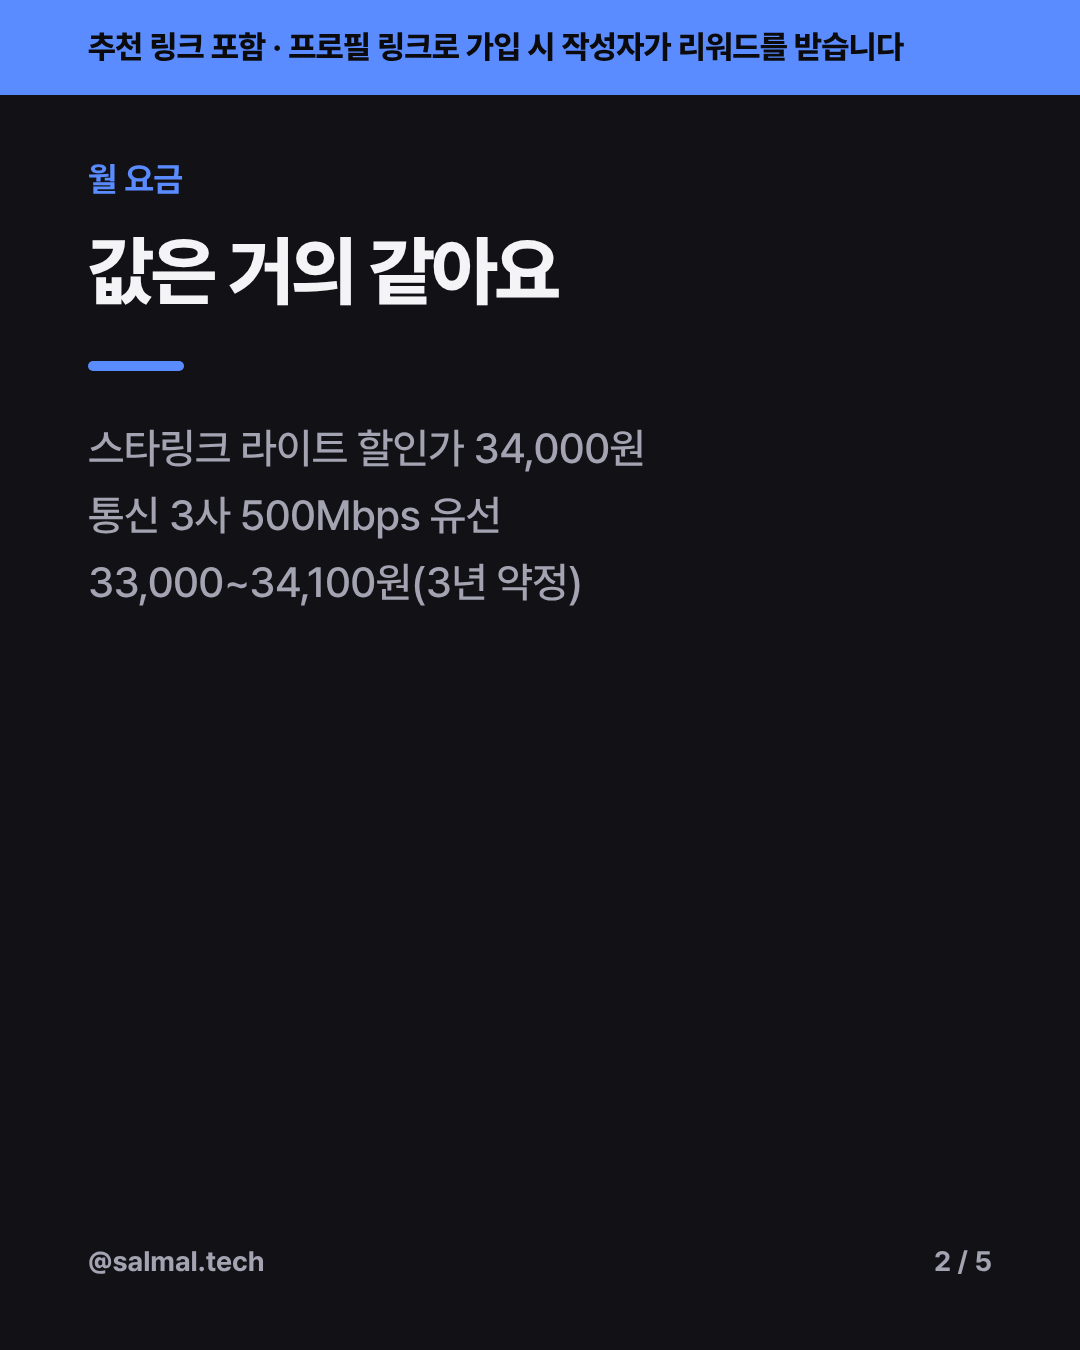 추천 링크 포함 · 프로필 링크로 가입 시 작성자가 리워드를 받습니다
월 요금
값은 거의 같아요
스타링크 라이트 할인가 34,000원
통신 3사 500Mbps 유선
33,000~34,100원(3년 약정)
@salmal.tech
2 / 5